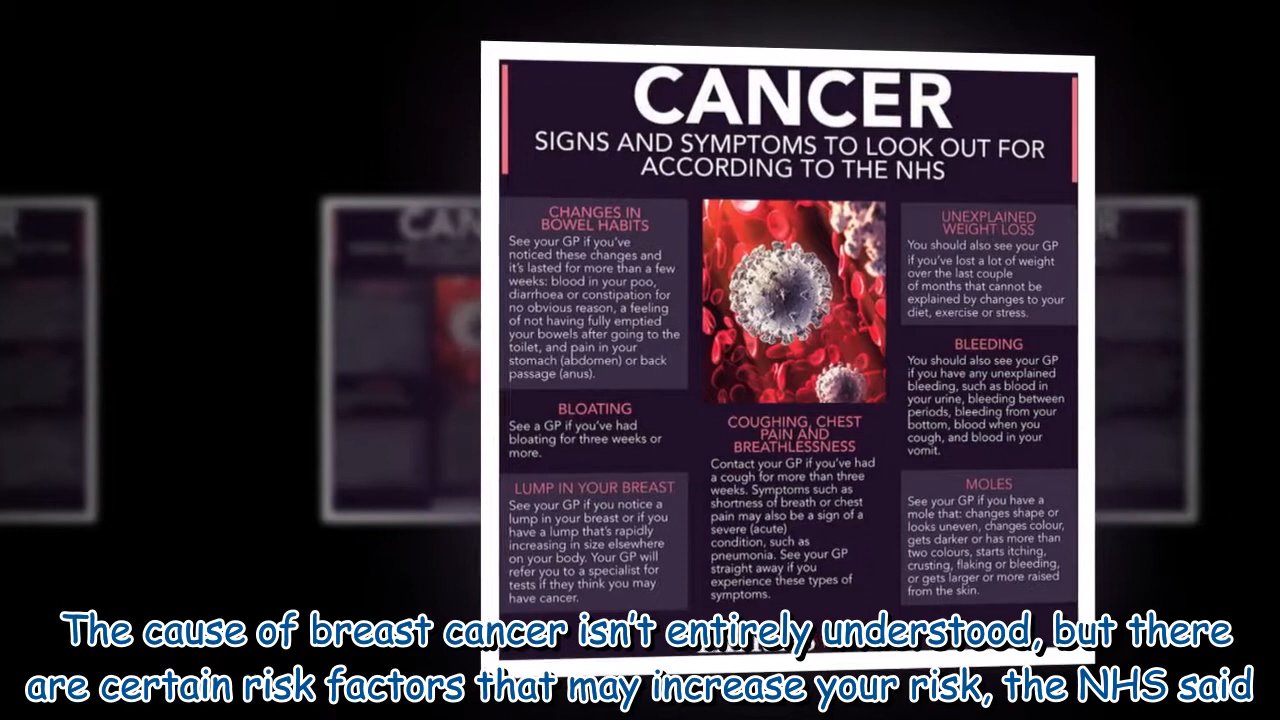 CANCER
SIGNS AND SYMPTOMS TO LOOK OUT FOR
ACCORDING TO THE NHS
CHANGES IN
BOWEL HABITS
See your GP if you've
noticed these changes and
it's lasted for more than a few
weeks: blood in your poo,
diarrhoea or constipation for
no obvious reason, a feeling
of not having fully emptied
your bowels after going to the
toilet, and pain in your
stomach (abdomen) or back
passage (anus).
BLOATING
See a GP if you've had
bloating for three weeks or
more.
LUMP IN YOUR BREAST
See your GP if you notice a
lump in your breast or if you
have a lump that's rapidly
increasing in size elsewhere
on your body. Your GP will
refer you to a specialist for
tests if they think you may
have cancer.
COUGHING, CHEST
PAIN AND
BREATHLESSNESS
Contact your GP if you've had
a cough for more than three
weeks. Symptoms such as
shortness of breath or chest
pain may also be a sign of a
severe (acute)
condition, such as
pneumonia. See your GP
straight away if you
experience these types of
symptoms.
UNEXPLAINED
WEIGHT LOSS
You should also see your GP
if you've lost a lot of weight
over the last couple
of months that cannot be
explained by changes to your
diet, exercise or stress.
BLEEDING
You should also see your GP
if you have any unexplained
bleeding, such as blood in
your urine, bleeding between
periods, bleeding from your
bottom, blood when you
cough, and blood in your
vomit.
MOLES
See your GP if you have a
mole that: changes shape or
looks uneven, changes colour,
gets darker or has more than
two colours, starts itching,
crusting, flaking or bleeding,
or gets larger or more raised
from the skin.
The cause of breast cancer isn't entirely understood, but there
are certain risk factors that may increase your risk, the NHS said